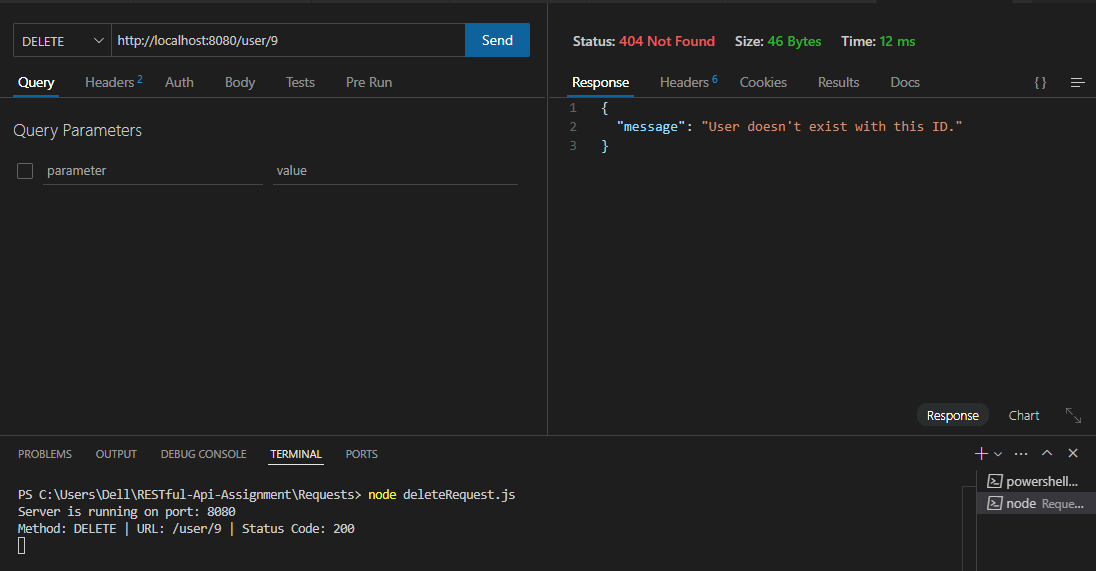 DELETE http://localhost:8080/user/9 Send
Query Headers 2 Auth Body Tests Pre Run
Query Parameters
parameter value
Status: 404 Not Found Size: 46 Bytes Time: 12 ms
Response Headers 6 Cookies Results Docs {}
1 {
2 "message": "User doesn't exist with this ID."
3 }
Response Chart
PROBLEMS OUTPUT DEBUG CONSOLE TERMINAL PORTS
PS C:\Users\Dell\RESTful-Api-Assignment\Requests> node deleteRequest.js
Server is running on port: 8080
Method: DELETE | URL: /user/9 | Status Code: 200
powershell...
node Reque...